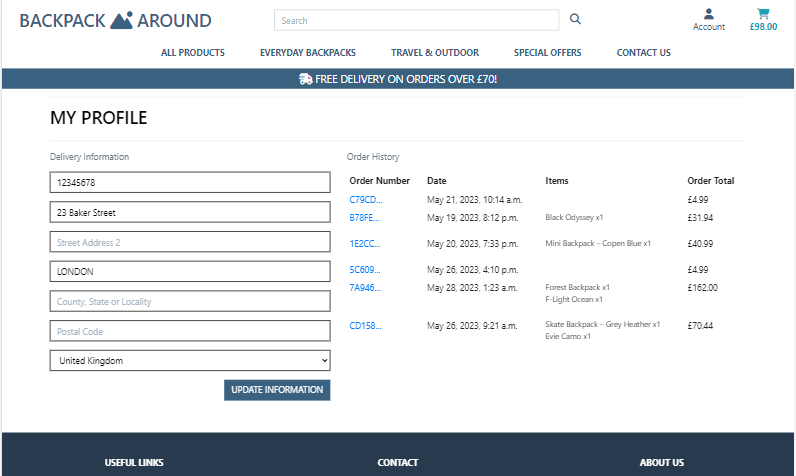 BACKPACK AROUND
Search
Account
£98.00
ALL PRODUCTS EVERYDAY BACKPACKS TRAVEL & OUTDOOR SPECIAL OFFERS CONTACT US
FREE DELIVERY ON ORDERS OVER £70!
MY PROFILE
Delivery Information
12345678
23 Baker Street
Street Address 2
LONDON
County, State or Locality
Postal Code
United Kingdom
UPDATE INFORMATION
Order History
Order Number Date Items Order Total
C79CD... May 21, 2023, 10:14 a.m. £4.99
B78FE... May 19, 2023, 8:12 p.m. Black Odyssey x1 £31.94
1E2CC... May 20, 2023, 7:33 p.m. Mini Backpack – Copen Blue x1 £40.99
5C609... May 26, 2023, 4:10 p.m. £4.99
7A946... May 28, 2023, 1:23 a.m. Forest Backpack x1 £162.00
F-Light Ocean x1
CD158... May 26, 2023, 9:21 a.m. Skate Backpack – Grey Heather x1 £70.44
Evie Camo x1
USEFUL LINKS CONTACT ABOUT US